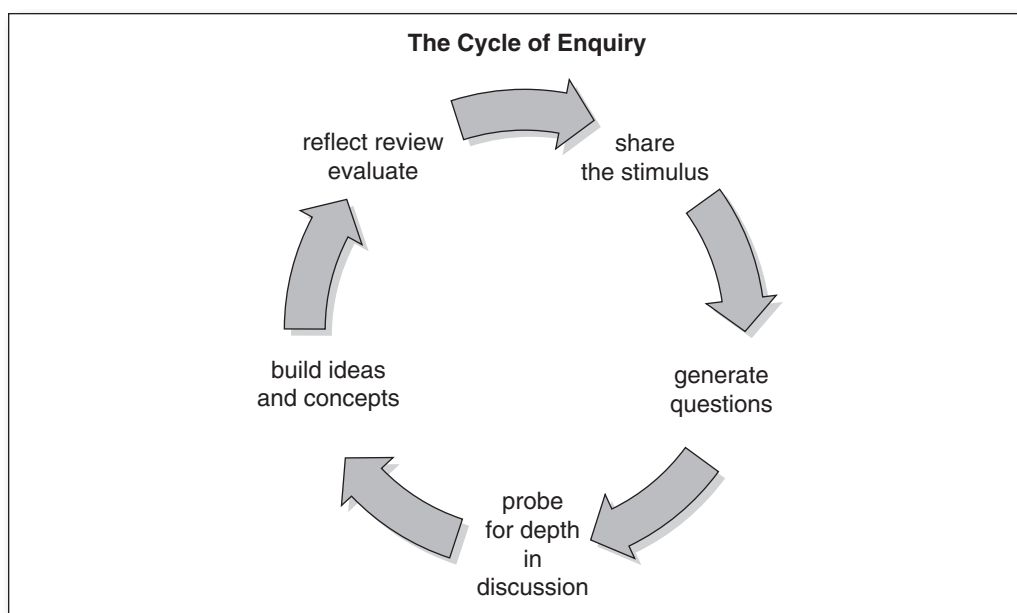 The Cycle of Enquiry
share
the stimulus
generate
questions
probe
for depth
in
discussion
build ideas
and concepts
reflect review
evaluate